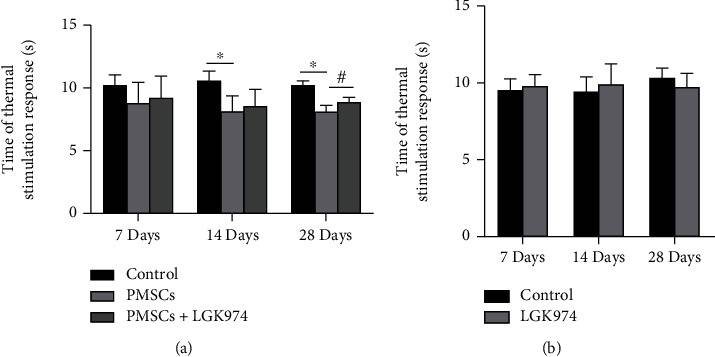 Time of thermal
stimulation response (s)
15
10
5
0
*
*
#
7 Days
14 Days
28 Days
Control
PMSCs
PMSCs + LGK974
(a)
Time of thermal
stimulation response (s)
15
10
5
0
7 Days
14 Days
28 Days
Control
LGK974
(b)